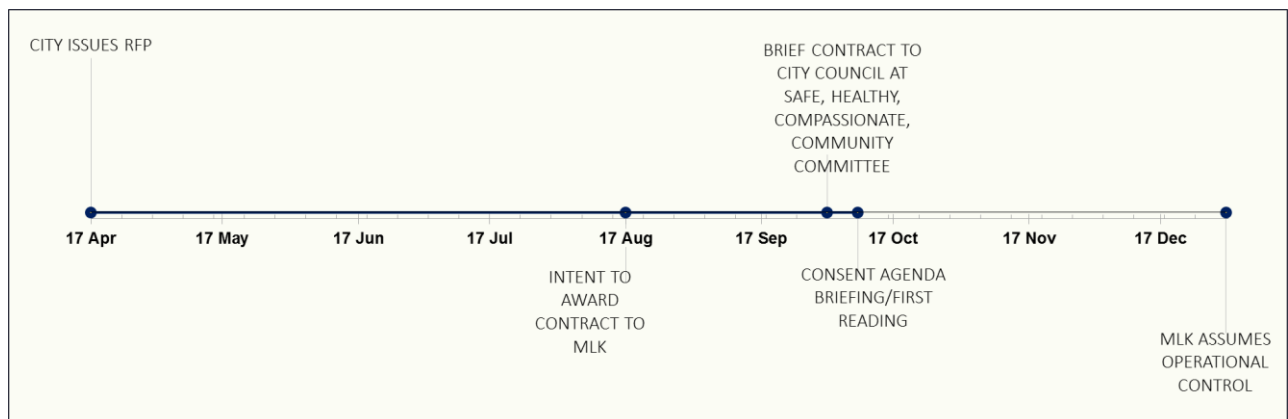 CITY ISSUES RFP
BRIEF CONTRACT TO
CITY COUNCIL AT
SAFE, HEALTHY,
COMPASSIONATE,
COMMUNITY
COMMITTEE
17 Apr
17 May
17 Jun
17 Jul
17 Aug
17 Sep
17 Oct
17 Nov
17 Dec
INTENT TO
AWARD
CONTRACT TO
MLK
CONSENT AGENDA
BRIEFING/FIRST
READING
MLK ASSUMES
OPERATIONAL
CONTROL